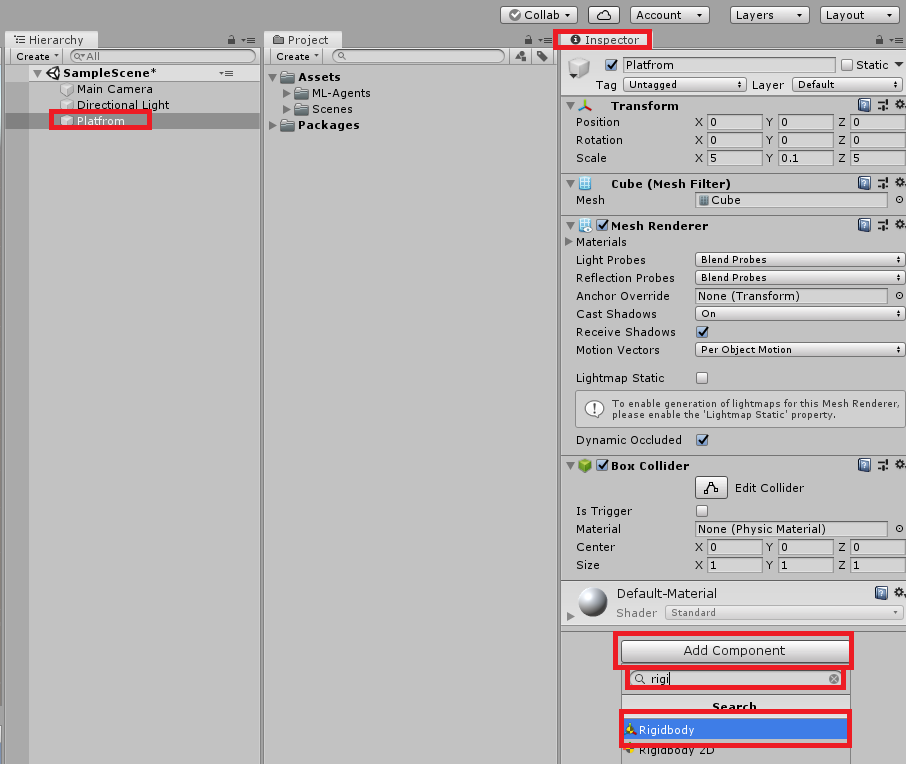 Collab
Account
Layers
Layout
Hierarchy
Create
All
SampleScene*
Main Camera
Directional Light
Platfrom
Project
Create
Assets
ML-Agents
Scenes
Packages
Inspector
Platfrom
Static
Tag Untagged Layer Default
Transform
Position X 0 Y 0 Z 0
Rotation X 0 Y 0 Z 0
Scale X 5 Y 0.1 Z 5
Cube (Mesh Filter)
Mesh Cube
Mesh Renderer
Materials
Light Probes Blend Probes
Reflection Probes Blend Probes
Anchor Override None (Transform)
Cast Shadows On
Receive Shadows
Motion Vectors Per Object Motion
Lightmap Static
To enable generation of lightmaps for this Mesh Renderer,
please enable the 'Lightmap Static' property.
Dynamic Occluded
Box Collider
Edit Collider
Is Trigger
Material None (Physic Material)
Center X 0 Y 0 Z 0
Size X 1 Y 1 Z 1
Default-Material
Shader Standard
Add Component
rigi
Search
Rigidbody
Rigidbody 2D